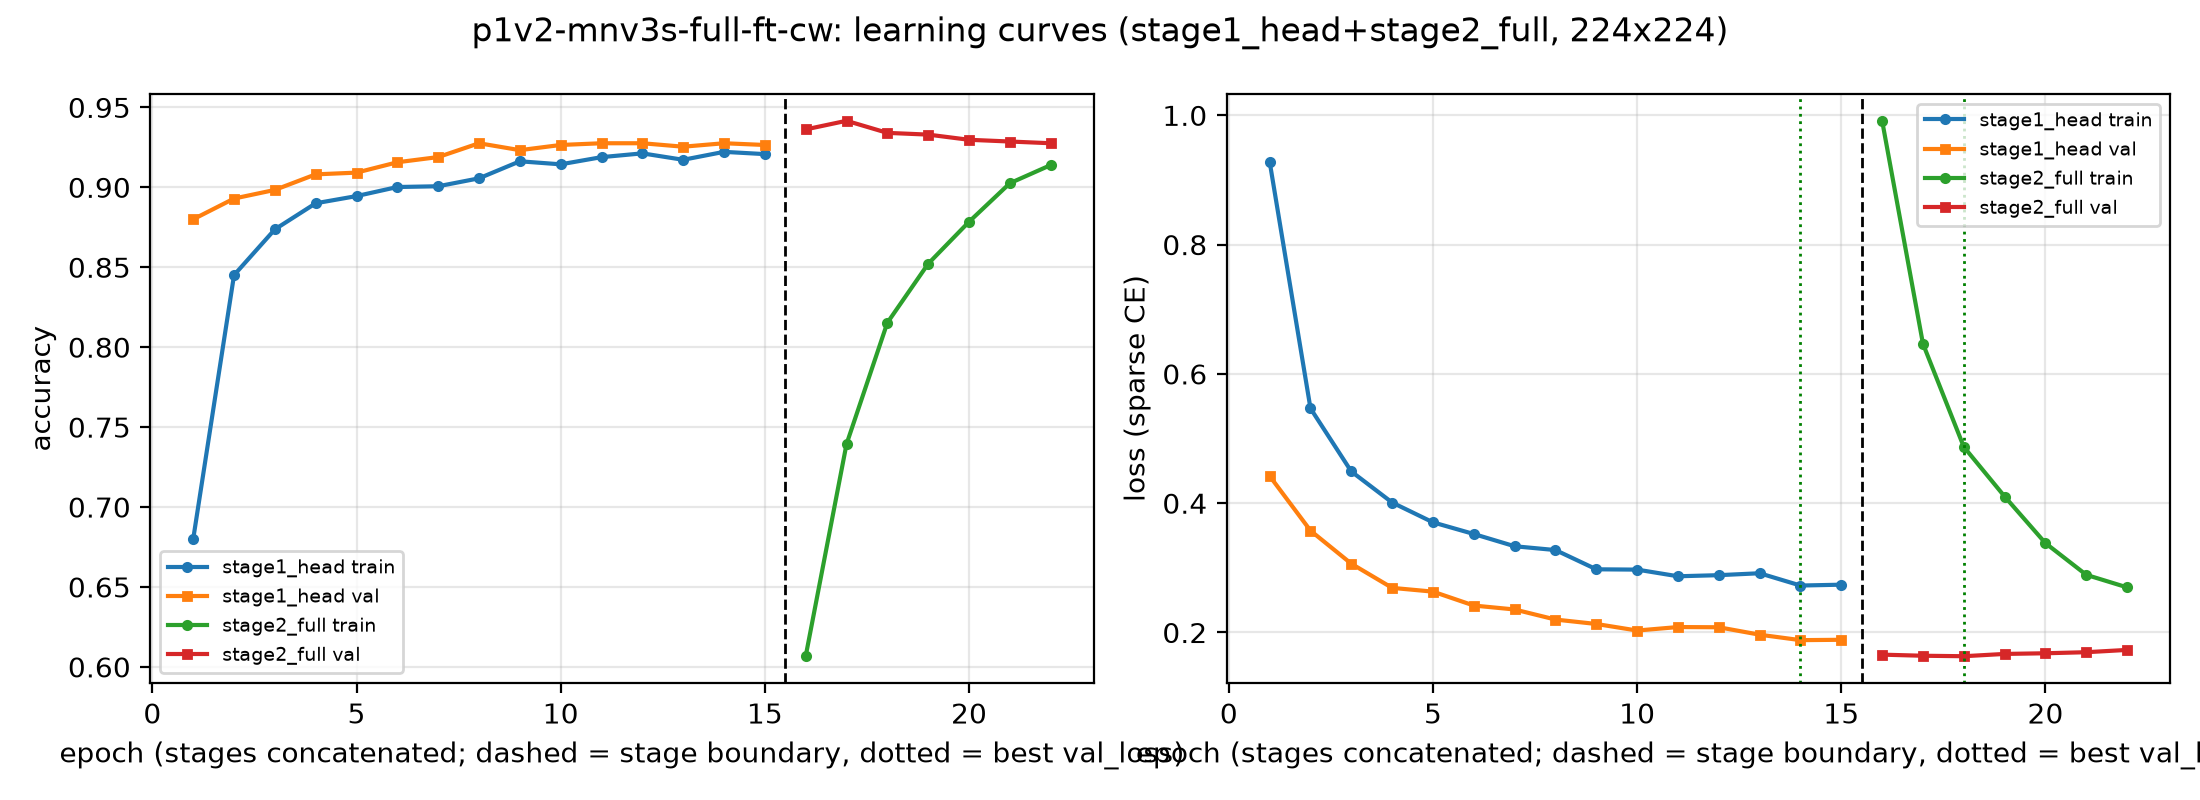 p1v2-mnv3s-full-ft-cw: learning curves (stage1_head+stage2_full, 224x224)
accuracy
0.95
0.90
0.85
0.80
0.75
0.70
0.65
0.60
stage1_head train
stage1_head val
stage2_full train
stage2_full val
0 5 10 15 20
epoch (stages concatenated; dashed = stage boundary, dotted = best val_loss)
loss (sparse CE)
1.0
0.8
0.6
0.4
0.2
stage1_head train
stage1_head val
stage2_full train
stage2_full val
0 5 10 15 20
epoch (stages concatenated; dashed = stage boundary, dotted = best val_l